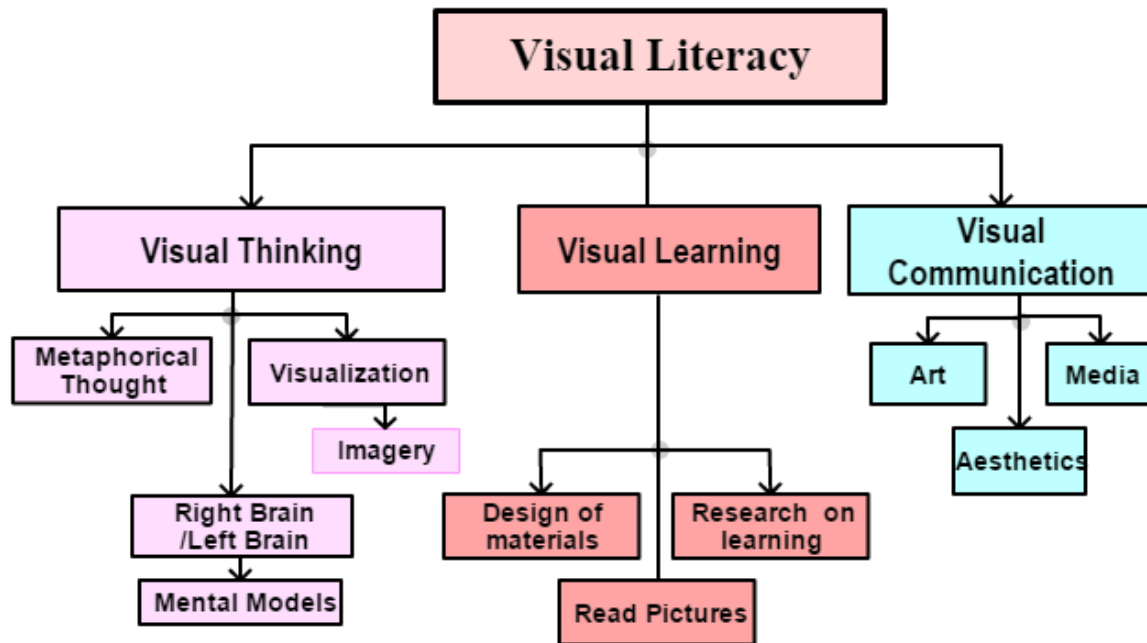 Visual Literacy
Visual Thinking
Visual Learning
Visual
Communication
Metaphorical
Thought
Visualization
Art
Media
Imagery
Aesthetics
Right Brain
/Left Brain
Design of
materials
Research on
learning
Mental Models
Read Pictures